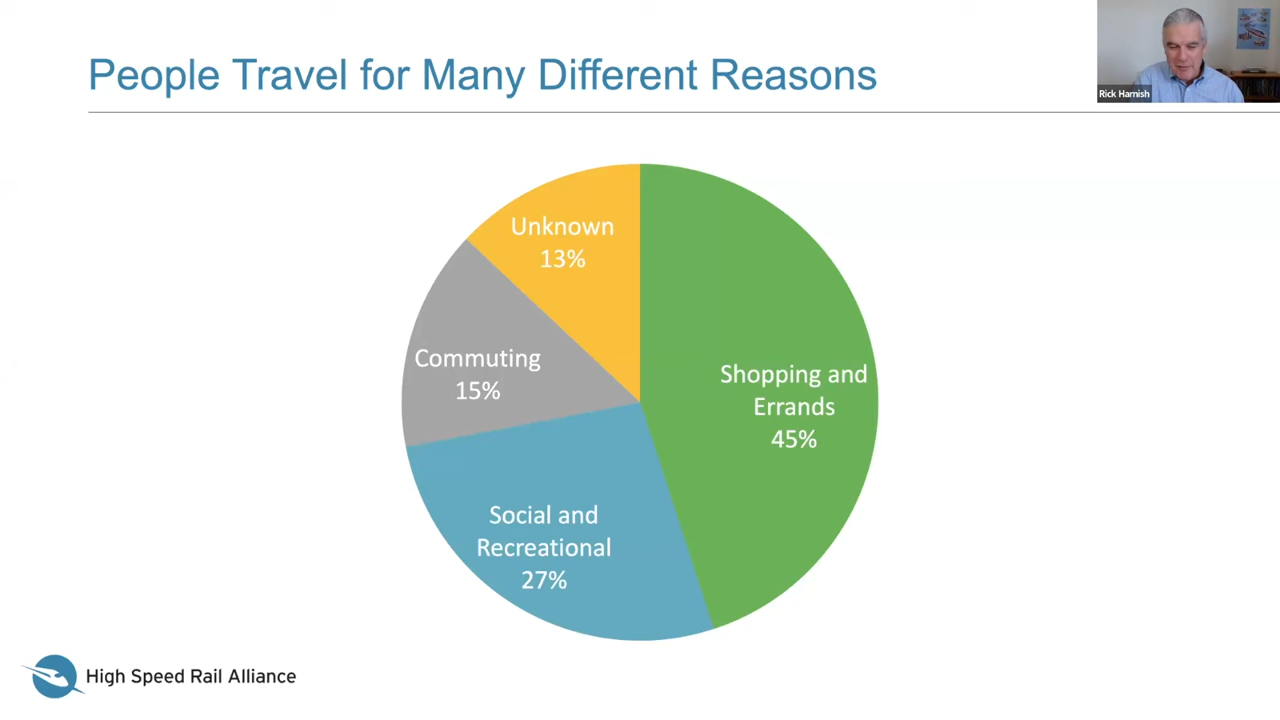 People Travel for Many Different Reasons
Rick Harnish
Unknown
13%
Commuting
15%
Shopping and
Errands
45%
Social and
Recreational
27%
High Speed Rail Alliance